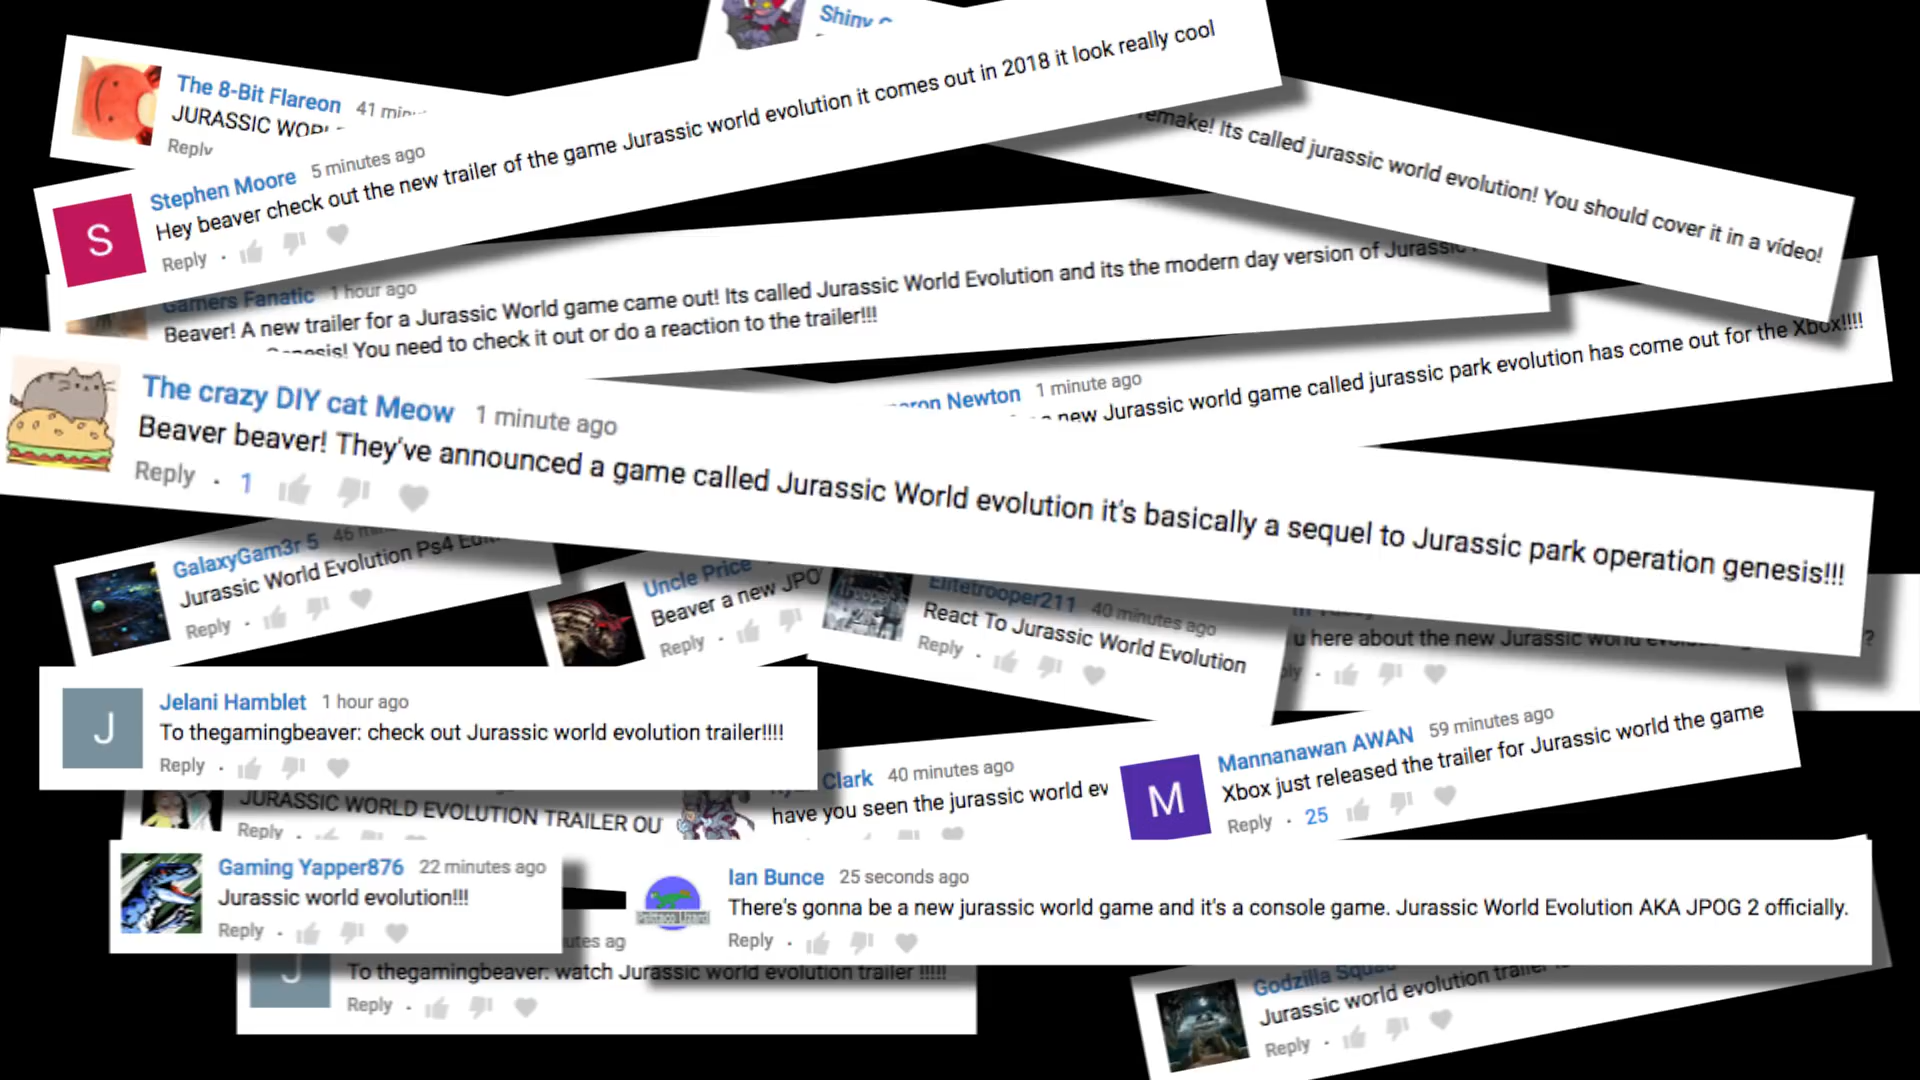 Shiny
The 8-Bit Flareon 41
JURASSIC
Reply
Stephen Moore 5 minutes ago
Hey beaver check out the new trailer of the game Jurassic world evolution it comes out in 2018 it look really cool
Reply
remake! Its called jurassic world evolution! You should cover it in a video!
Gamers Fanatic 1 hour ago
Beaver! A new trailer for a Jurassic World game came out! Its called Jurassic World Evolution and its the modern day version of Jurassic
You need to check it out or do a reaction to the trailer!!!
Newton 1 minute ago
new Jurassic world game called jurassic park evolution has come out for the Xbox!!!!
The crazy DIY cat Meow 1 minute ago
Beaver beaver! They've announced a game called Jurassic World evolution it's basically a sequel to Jurassic park operation genesis!!!
Reply · 1
GalaxyGam3r 5 46
Jurassic World Evolution Ps4
Reply
Uncle Price
Beaver a new JPO
Reply
Elitetrooper211 40 minutes ago
React To Jurassic World Evolution
Reply
u here about the new Jurassic world ?
Jelani Hamblet 1 hour ago
To thegamingbeaver: check out Jurassic world evolution trailer!!!!
Reply
JURASSIC WORLD EVOLUTION TRAILER OU
Reply
Clark 40 minutes ago
have you seen the jurassic world ev
Mannanawan AWAN 59 minutes ago
Xbox just released the trailer for Jurassic world the game
Reply · 25
Gaming Yapper876 22 minutes ago
Jurassic world evolution!!!
Reply
Ian Bunce 25 seconds ago
There's gonna be a new jurassic world game and it's a console game. Jurassic World Evolution AKA JPOG 2 officially.
Reply
ag
To thegamingbeaver: watch Jurassic world evolution trailer !!!!!
Reply
Godzilla
Jurassic world evolution trailer
Reply